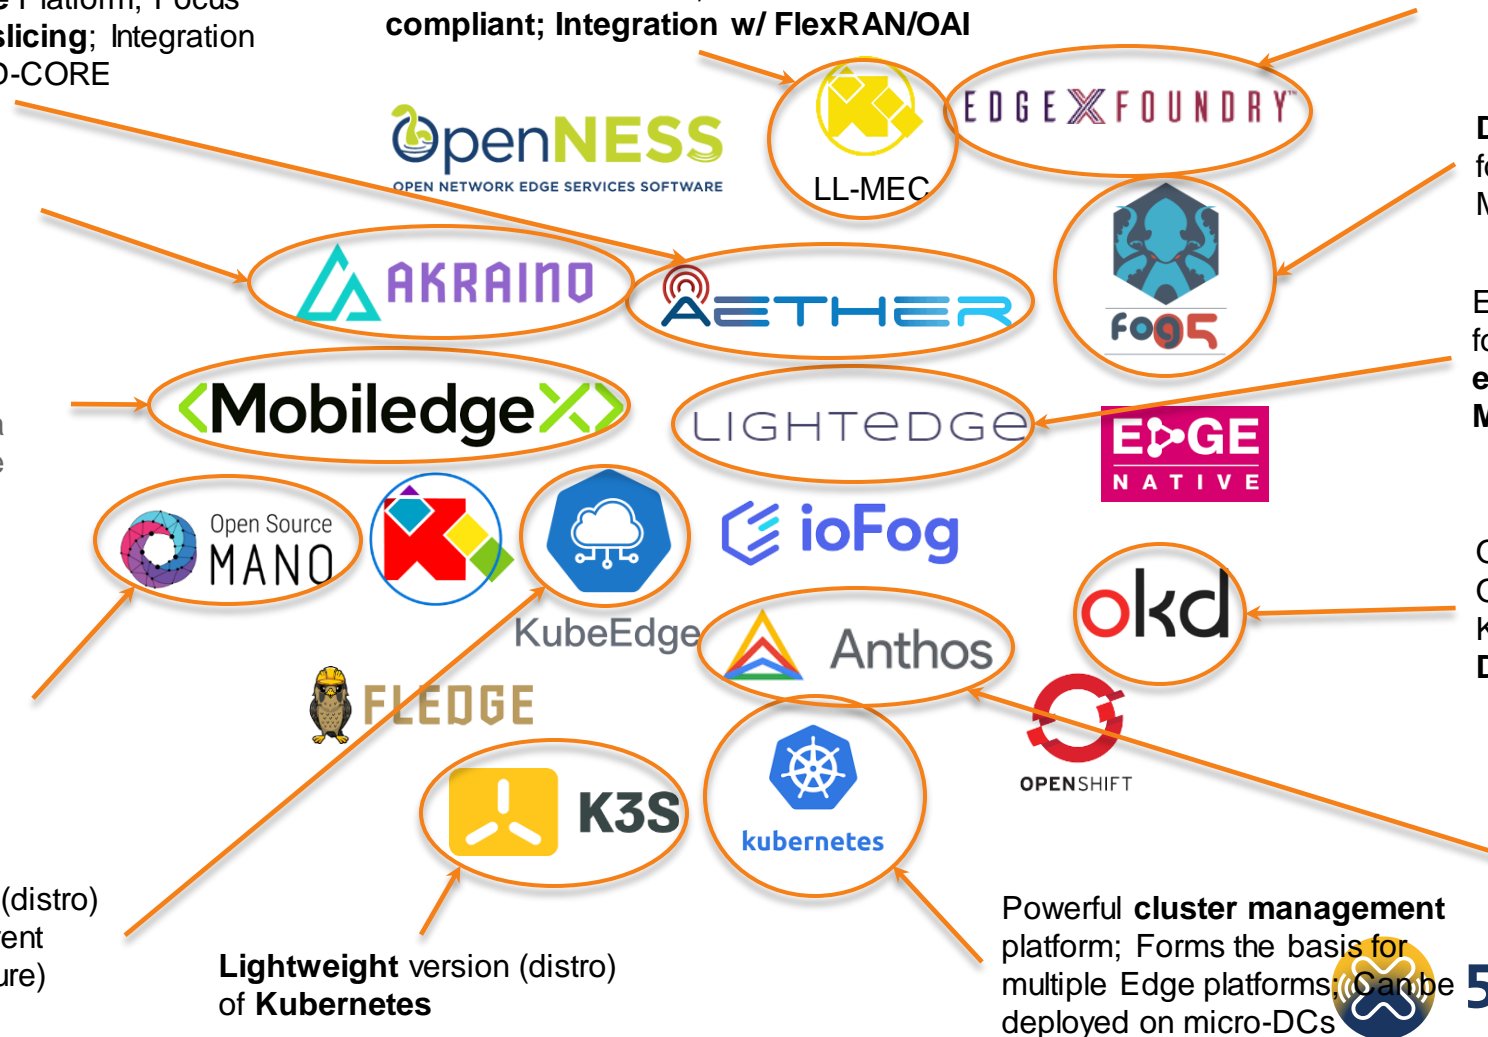 Platform; Focus
slicing; Integration
compliant; Integration w/ FlexRAN/OAI
O-CORE
OpenNESS
OPEN NETWORK EDGE SERVICES SOFTWARE
LL-MEC
EDGE X FOUNDRY™
AKRAINO
AETHER
fog05
<MobiledgeX>
LIGHTEDGE
EDGE
NATIVE
Open Source
MANO
KubeEdge
ioFog
okd
Anthos
FLEDGE
OPENSHIFT
K3S
kubernetes
(distro)
Lightweight version (distro)
of Kubernetes
Powerful cluster management
platform; Forms the basis for
multiple Edge platforms; Can be
deployed on micro-DCs
5